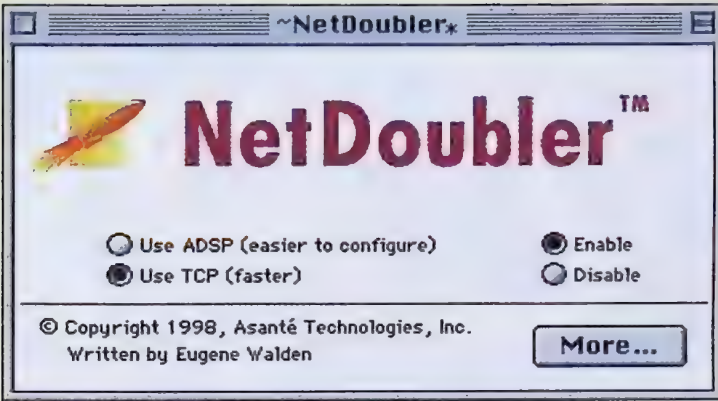 ~NetDoubler*
NetDoubler™
Use ADSP (easier to configure)
Enable
Use TCP (faster)
Disable
© Copyright 1998, Asanté Technologies, Inc.
Written by Eugene Walden
More...